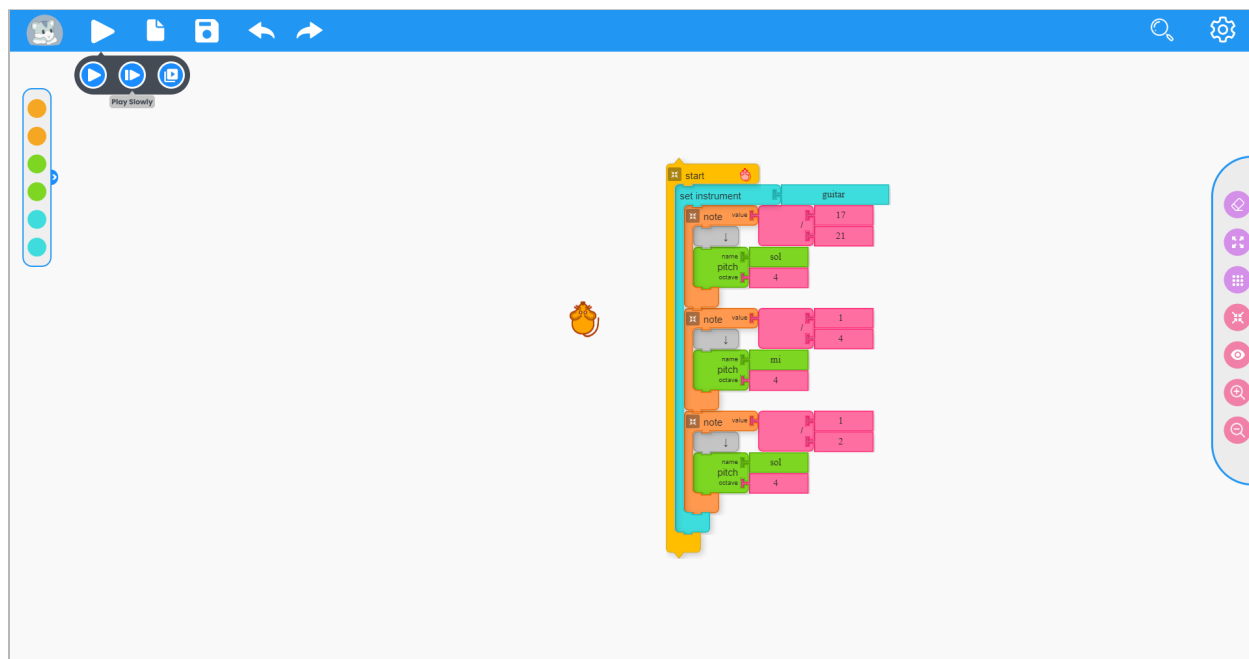 Play Slowly
start
set instrument guitar
note value 17
/
21
↓
name sol
pitch
octave 4
note value 1
/
4
↓
name mi
pitch
octave 4
note value 1
/
2
↓
name sol
pitch
octave 4